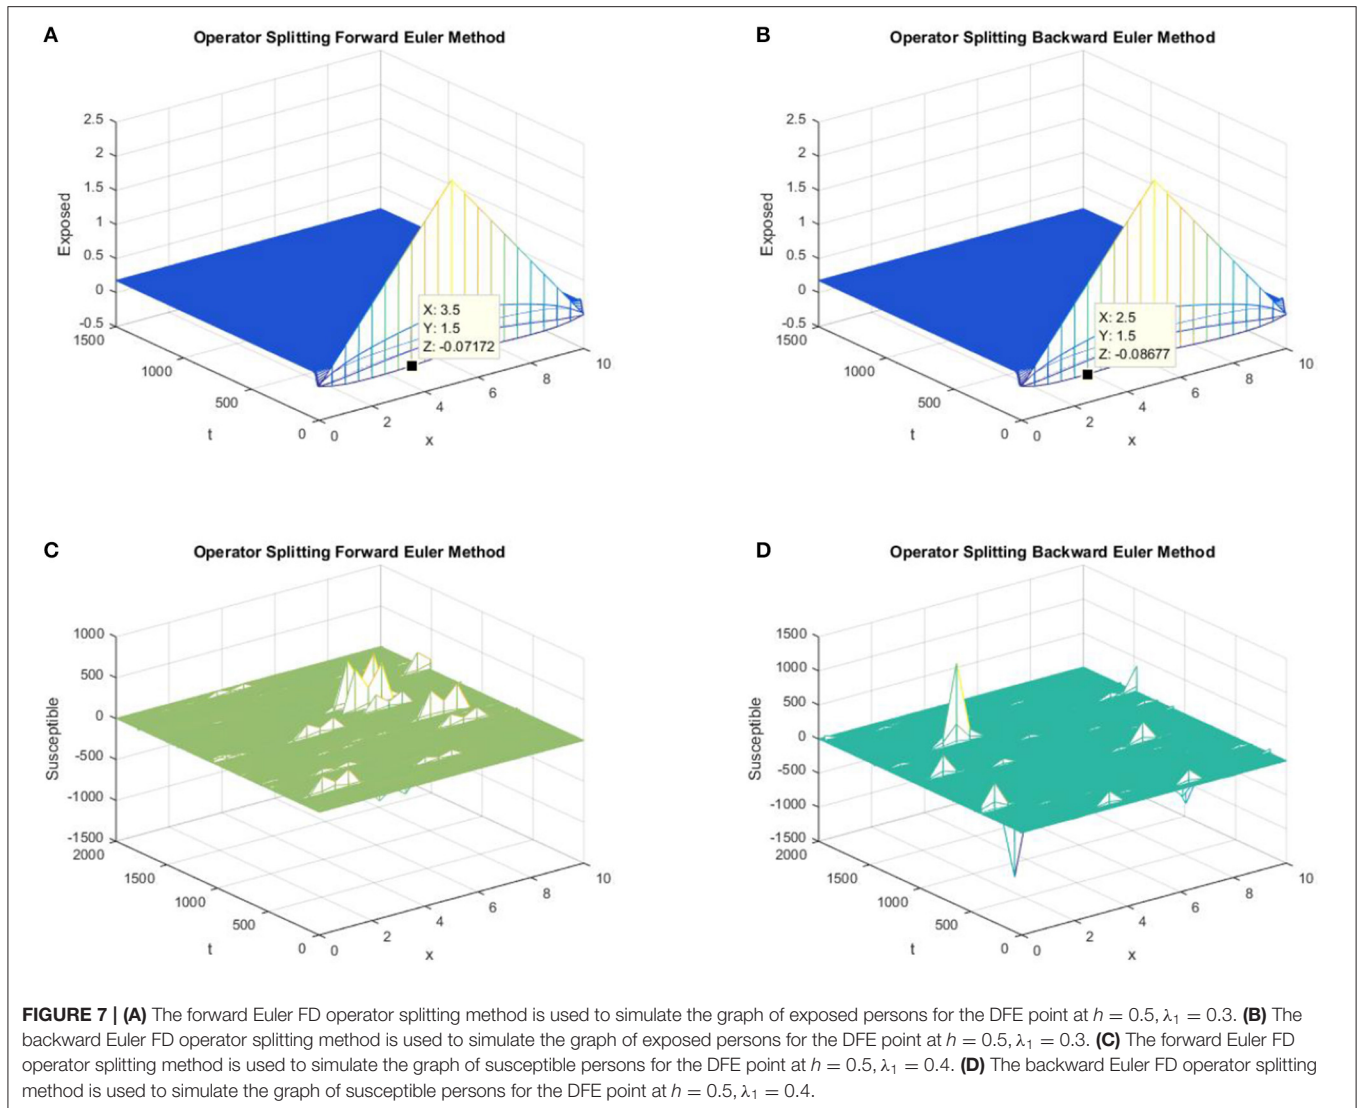 A
Operator Splitting Forward Euler Method
2.5
2
1.5
1
0.5
0
-0.5
Exposed
1500
1000
500
0
t
0
2
4
6
8
10
x
X: 3.5
Y: 1.5
Z: -0.07172
B
Operator Splitting Backward Euler Method
2.5
2
1.5
1
0.5
0
-0.5
Exposed
1500
1000
500
0
t
0
2
4
6
8
10
x
X: 2.5
Y: 1.5
Z: -0.08677
C
Operator Splitting Forward Euler Method
1000
500
0
-500
-1000
-1500
Susceptible
2000
1500
1000
500
0
t
0
2
4
6
8
10
x
D
Operator Splitting Backward Euler Method
1500
1000
500
0
-500
-1000
-1500
Susceptible
2000
1500
1000
500
0
t
0
2
4
6
8
10
x
FIGURE 7 | (A) The forward Euler FD operator splitting method is used to simulate the graph of exposed persons for the DFE point at h = 0.5, λ₁ = 0.3. (B) The
backward Euler FD operator splitting method is used to simulate the graph of exposed persons for the DFE point at h = 0.5, λ₁ = 0.3. (C) The forward Euler FD
operator splitting method is used to simulate the graph of susceptible persons for the DFE point at h = 0.5, λ₁ = 0.4. (D) The backward Euler FD operator splitting
method is used to simulate the graph of susceptible persons for the DFE point at h = 0.5, λ₁ = 0.4.